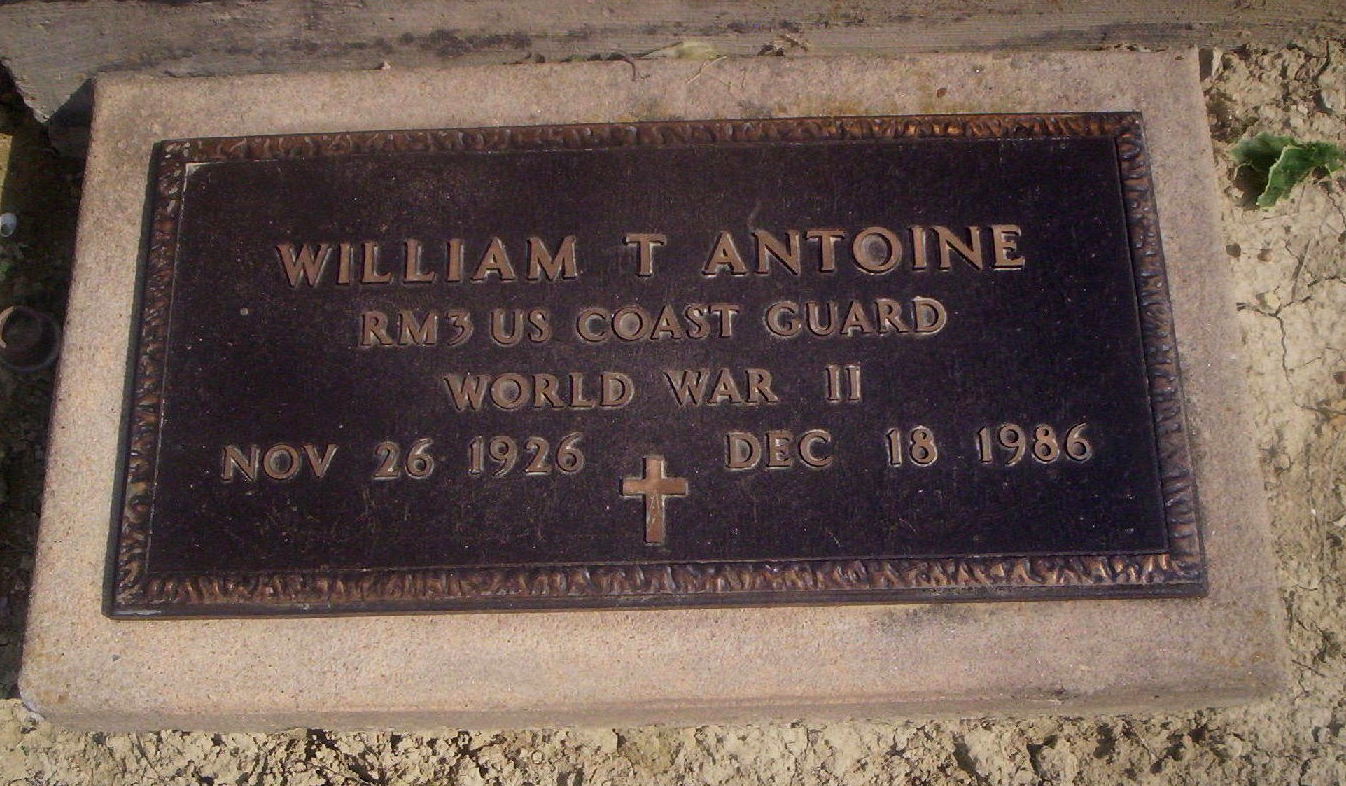 WILLIAM T ANTOINE
RM3 US COAST GUARD
WORLD WAR II
NOV 26 1926 DEC 18 1986